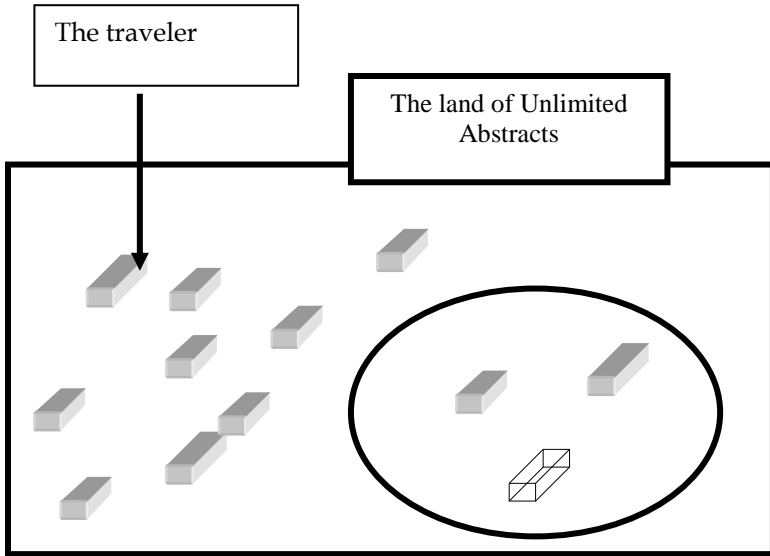 The traveler
The land of Unlimited
Abstracts